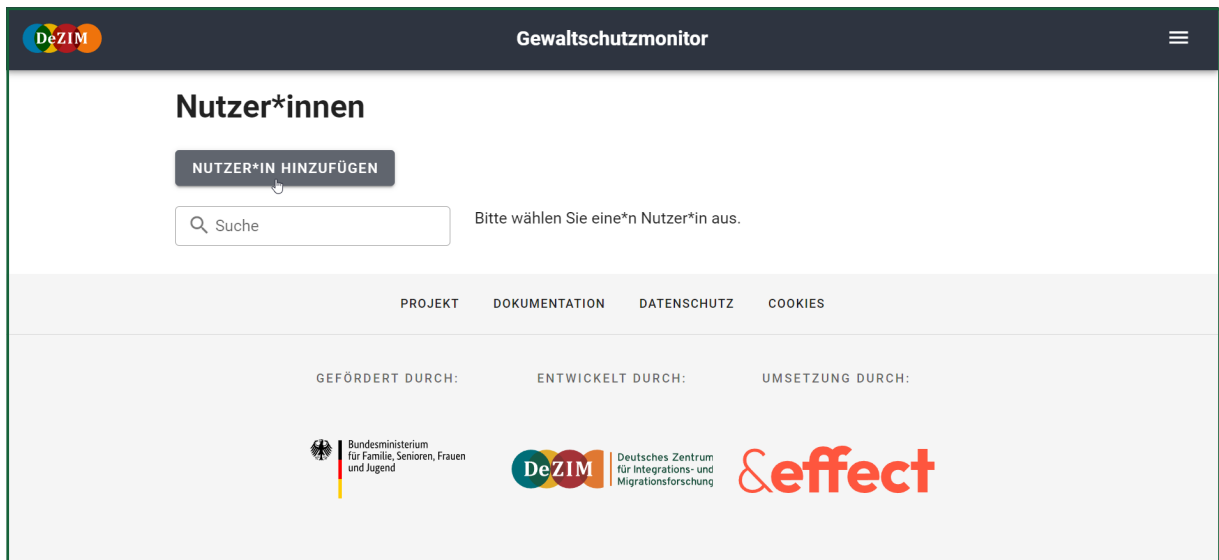 DeZIM
Gewaltschutzmonitor
Nutzer*innen
NUTZER*IN HINZUFÜGEN
Suche
Bitte wählen Sie eine*n Nutzer*in aus.
PROJEKT DOKUMENTATION DATENSCHUTZ COOKIES
GEFÖRDERT DURCH: ENTWICKELT DURCH: UMSETZUNG DURCH:
Bundesministerium
für Familie, Senioren, Frauen
und Jugend
DeZIM
Deutsches Zentrum
für Integrations- und
Migrationsforschung
&effect